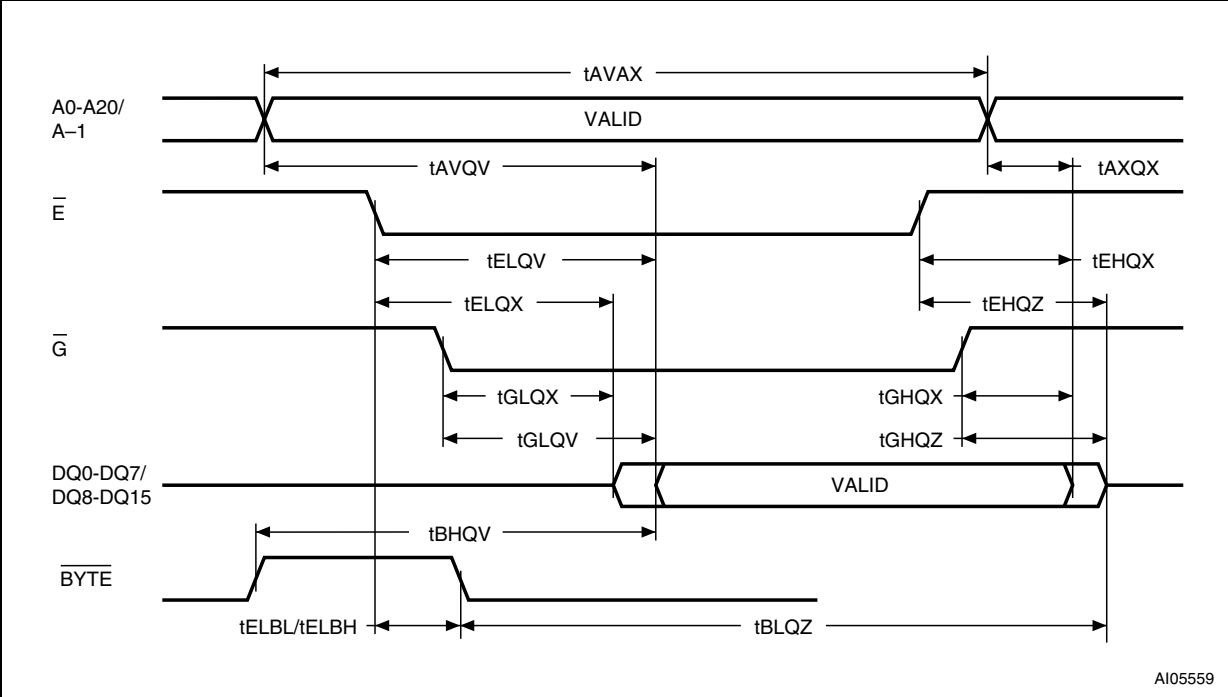 tAVAX
A0-A20/
A–1
VALID
tAVQV
tAXQX
E
tELQV
tEHQX
tELQX
tEHQZ
G
tGLQX
tGHQX
tGLQV
tGHQZ
DQ0-DQ7/
DQ8-DQ15
VALID
tBHQV
BYTE
tELBL/tELBH
tBLQZ
AI05559